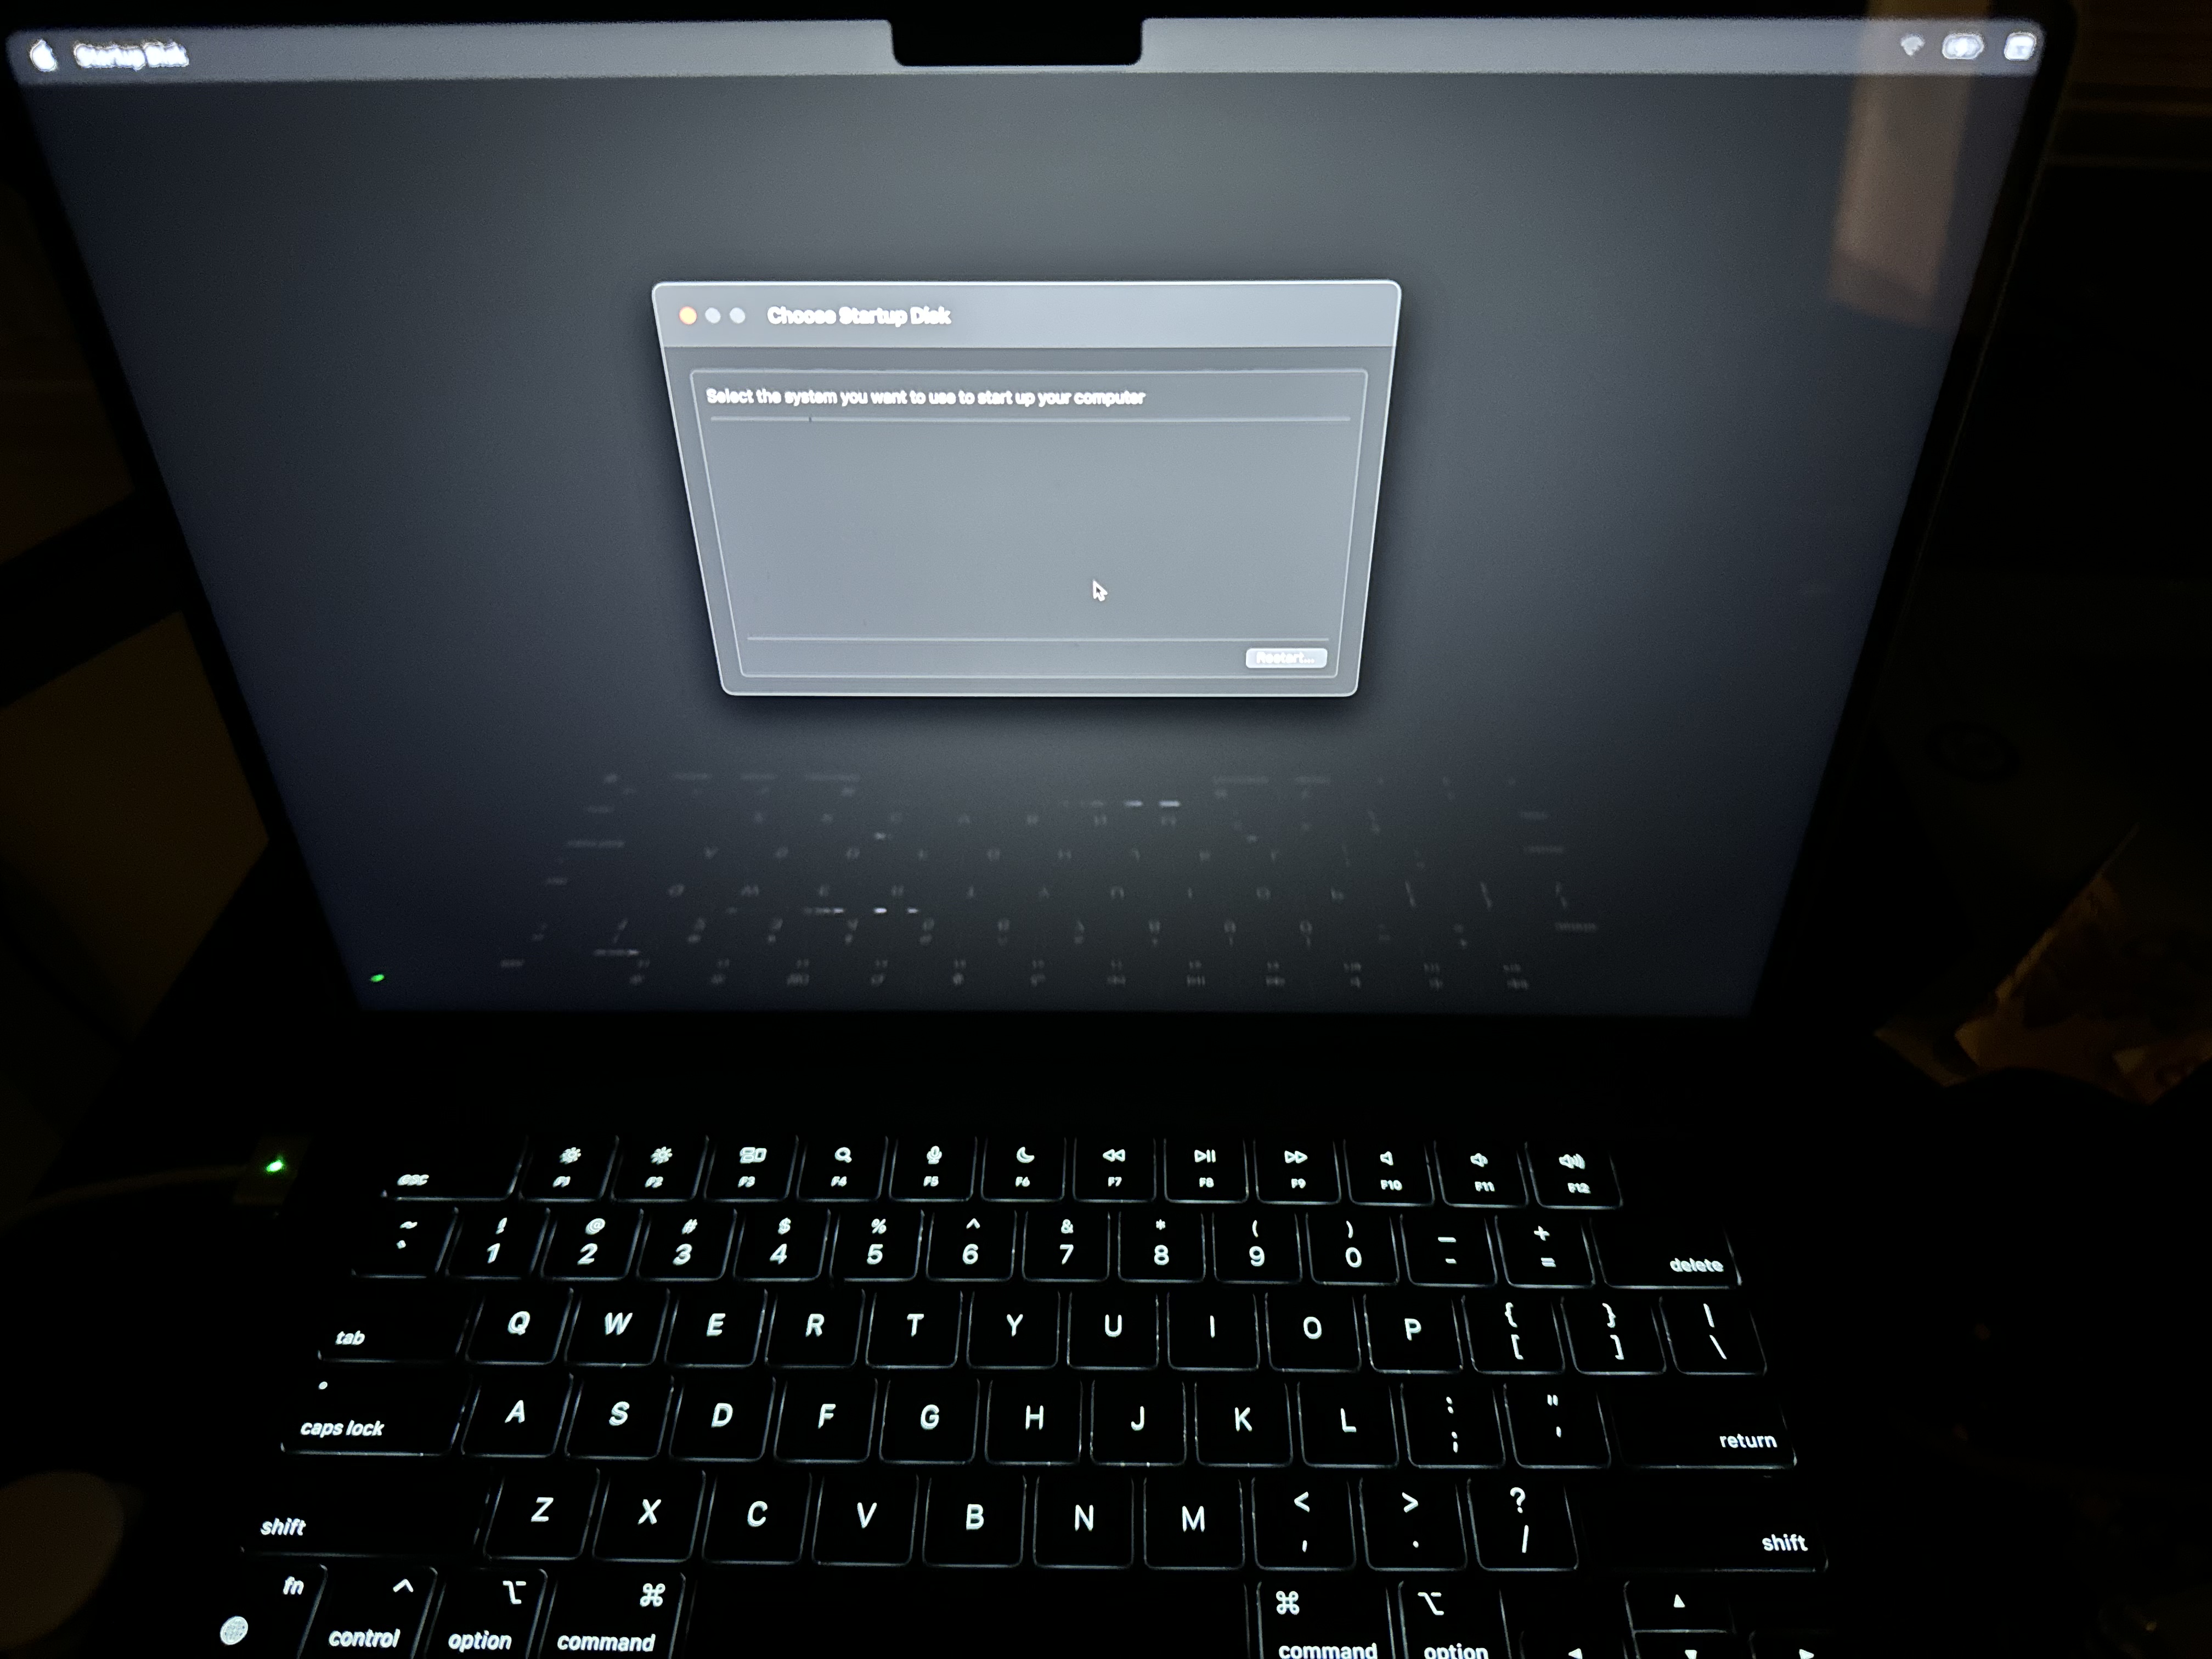 Startup Disk
Choose Startup Disk
Select the system you want to use to start up your computer
Restart...
esc F1 F2 F3 F4 F5 F6 F7 F8 F9 F10 F11 F12
~ ! @ # $ % ^ & * ( ) — +
` 1 2 3 4 5 6 7 8 9 0 - = delete
tab Q W E R T Y U I O P { [ } ] | \
caps lock A S D F G H J K L : ; " ' return
shift Z X C V B N M < , > . ? / shift
fn control option command command option